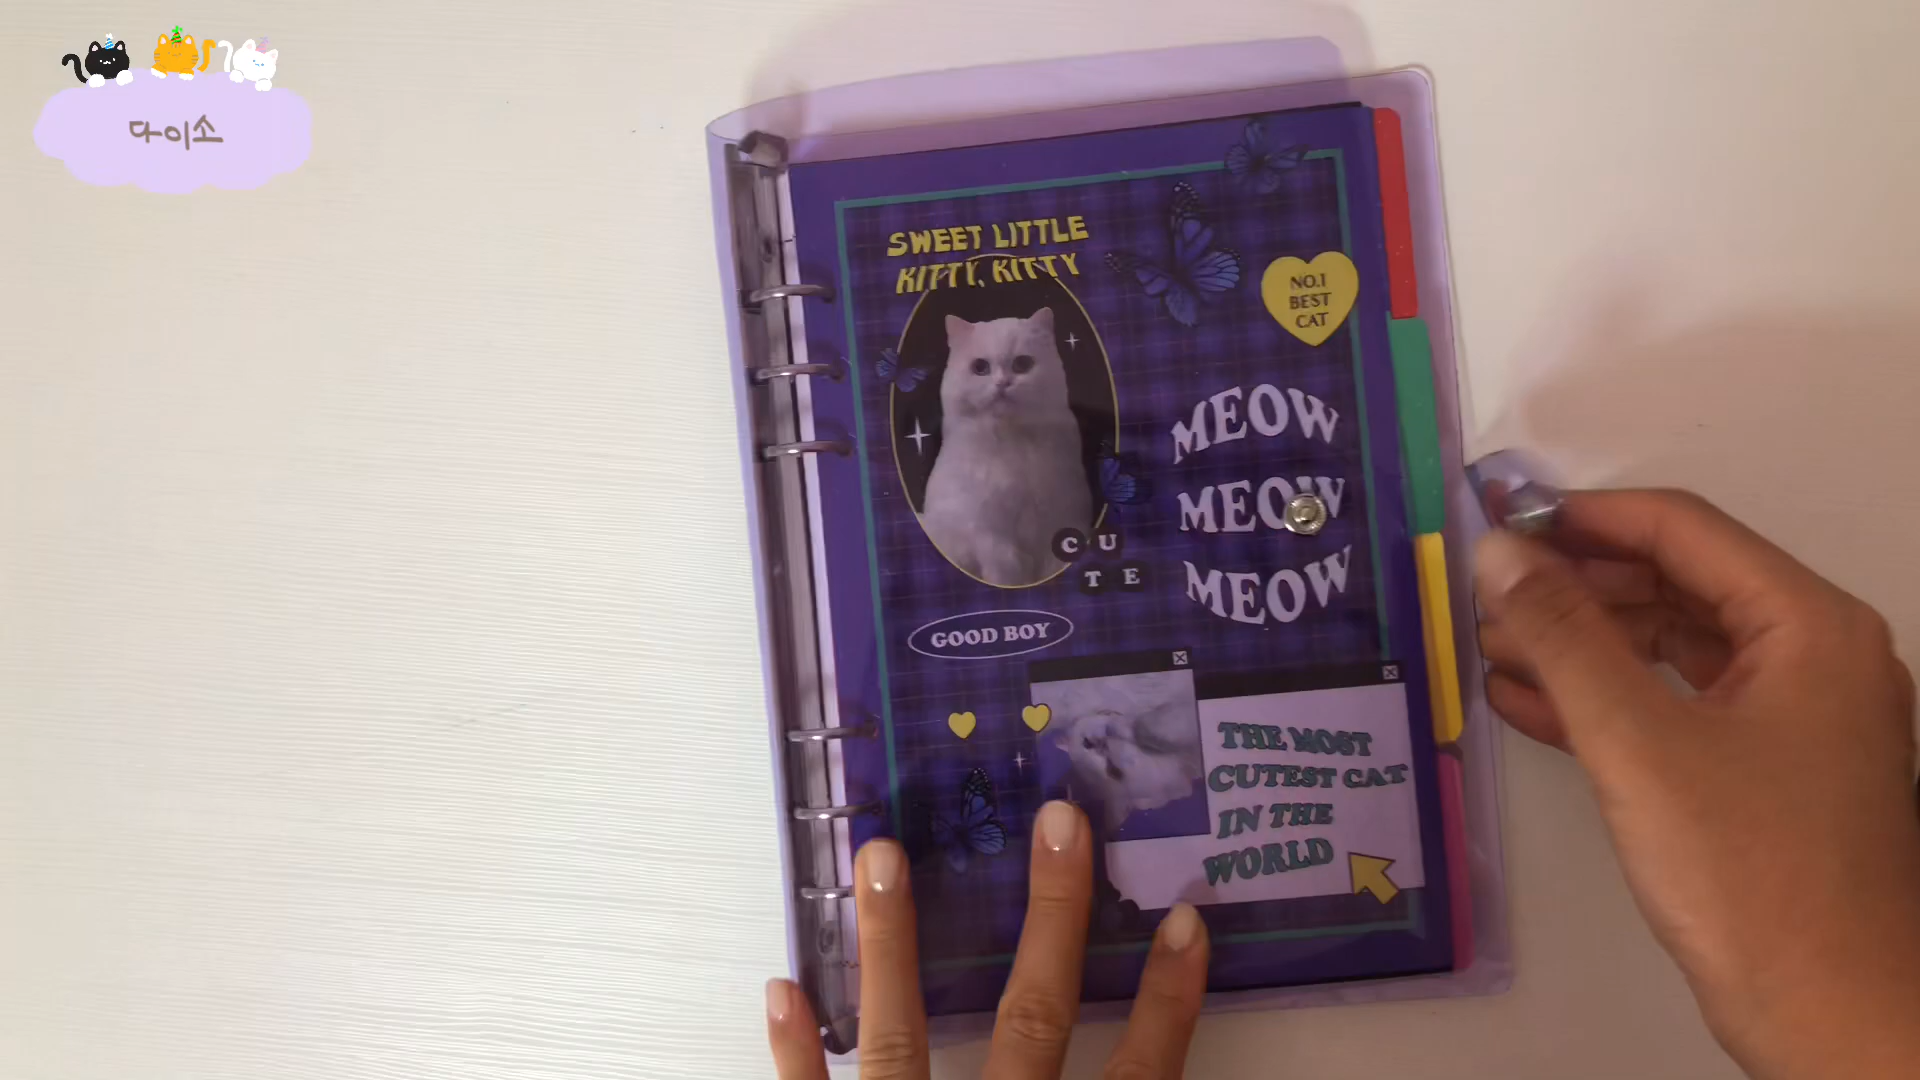 다이소
SWEET LITTLE
KITTY, KITTY
NO.1
BEST
CAT
MEOW
MEOW
MEOW
C U
T E
GOOD BOY
THE MOST
CUTEST CAT
IN THE
WORLD